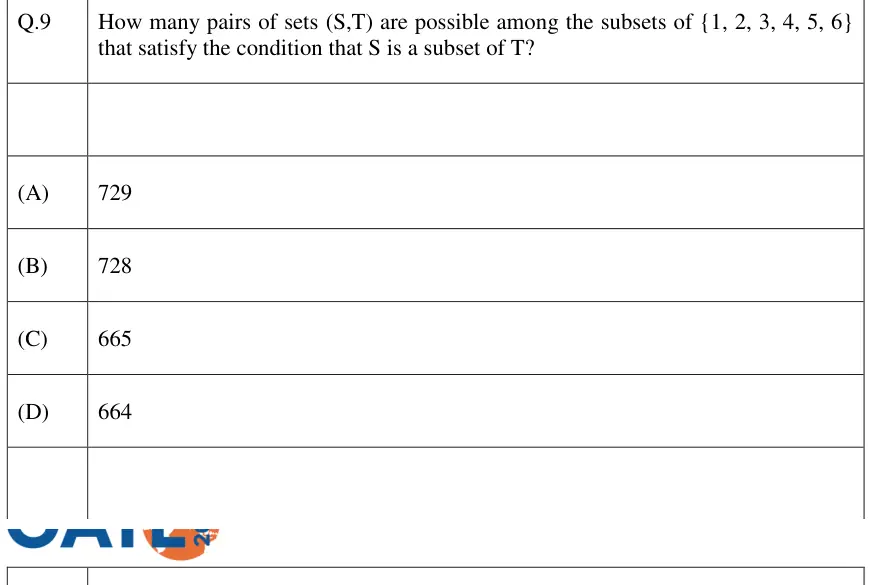 Q.9 How many pairs of sets (S,T) are possible among the subsets of {1, 2, 3, 4, 5, 6}
that satisfy the condition that S is a subset of T?
(A) 729
(B) 728
(C) 665
(D) 664